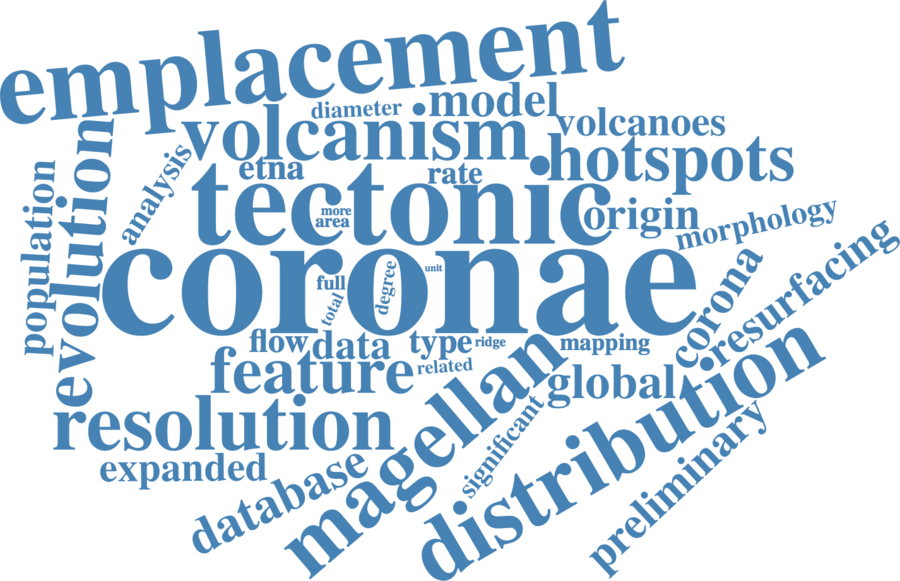 emplacement
diameter
model
volcanism
volcanoes
etna
rate
hotspots
population
evolution
analysis
tectonic
more
area
origin
morphology
coronae
full
total
degree
unit
corona
resurfacing
flow
data
type
ridge
mapping
feature
related
magellan
global
distribution
resolution
significant
expanded
database
preliminary